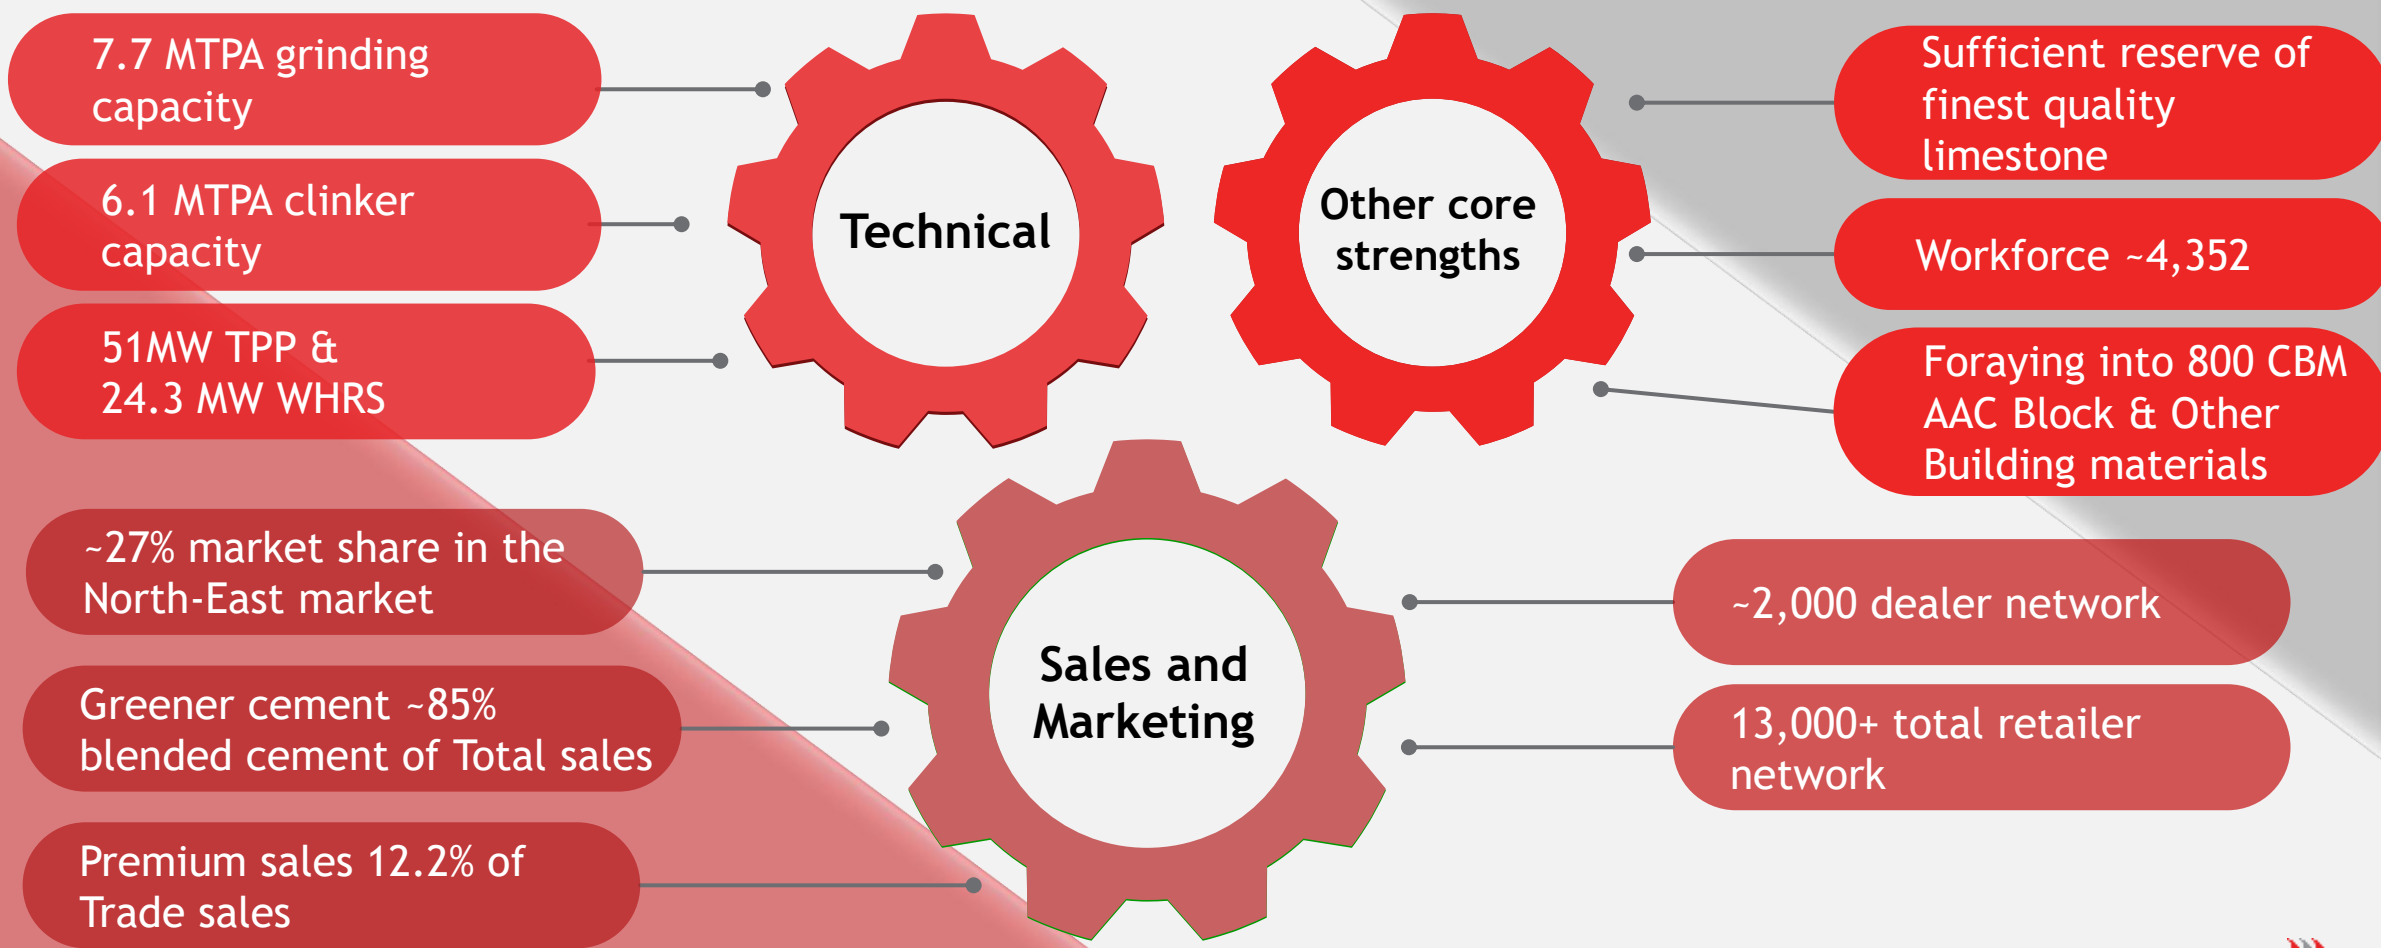 7.7 MTPA grinding
capacity
6.1 MTPA clinker
capacity
51MW TPP &
24.3 MW WHRS
Technical
Other core
strengths
Sufficient reserve of
finest quality
limestone
Workforce ~4,352
Foraying into 800 CBM
AAC Block & Other
Building materials
~27% market share in the
North-East market
Greener cement ~85%
blended cement of Total sales
Premium sales 12.2% of
Trade sales
Sales and
Marketing
~2,000 dealer network
13,000+ total retailer
network